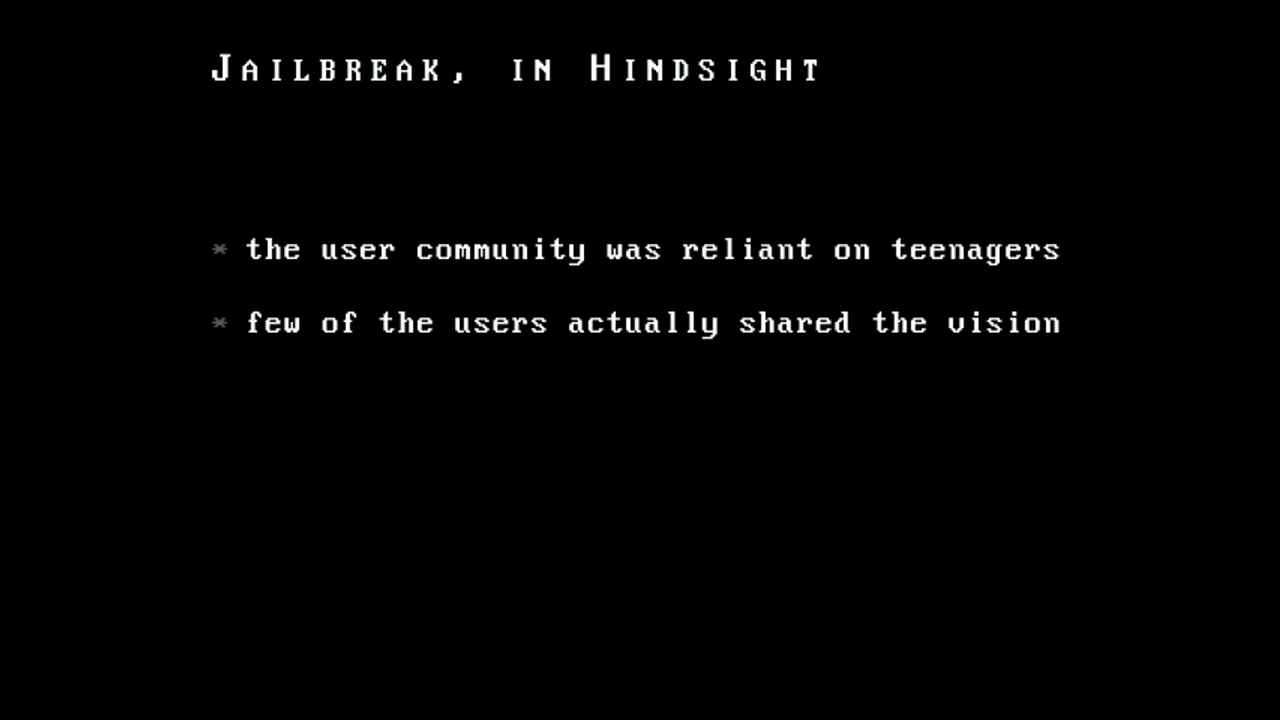 Jailbreak, in Hindsight
* the user community was reliant on teenagers
* few of the users actually shared the vision